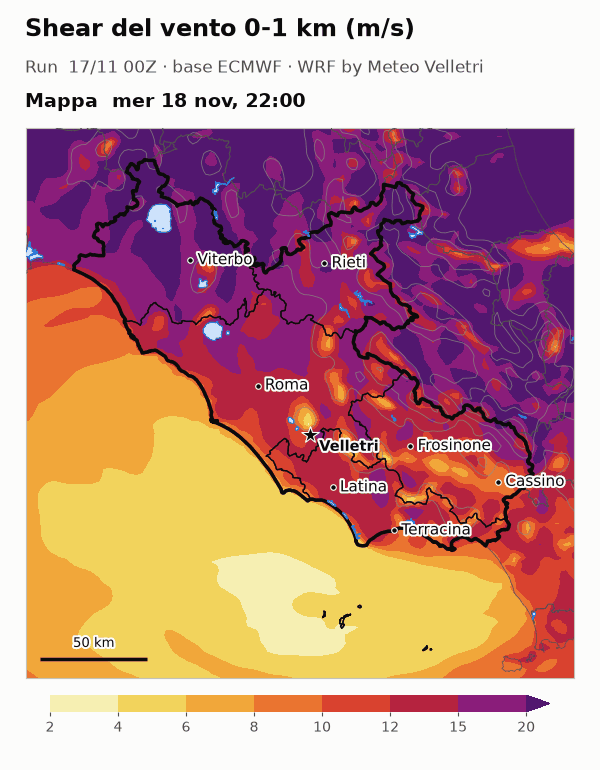 Shear del vento 0-1 km (m/s)
Run  17/11 00Z · base ECMWF · WRF by Meteo Velletri
Mappa  mer 18 nov, 22:00
Viterbo
Rieti
Roma
Velletri
Frosinone
Cassino
Latina
Terracina
50 km
2 4 6 8 10 12 15 20